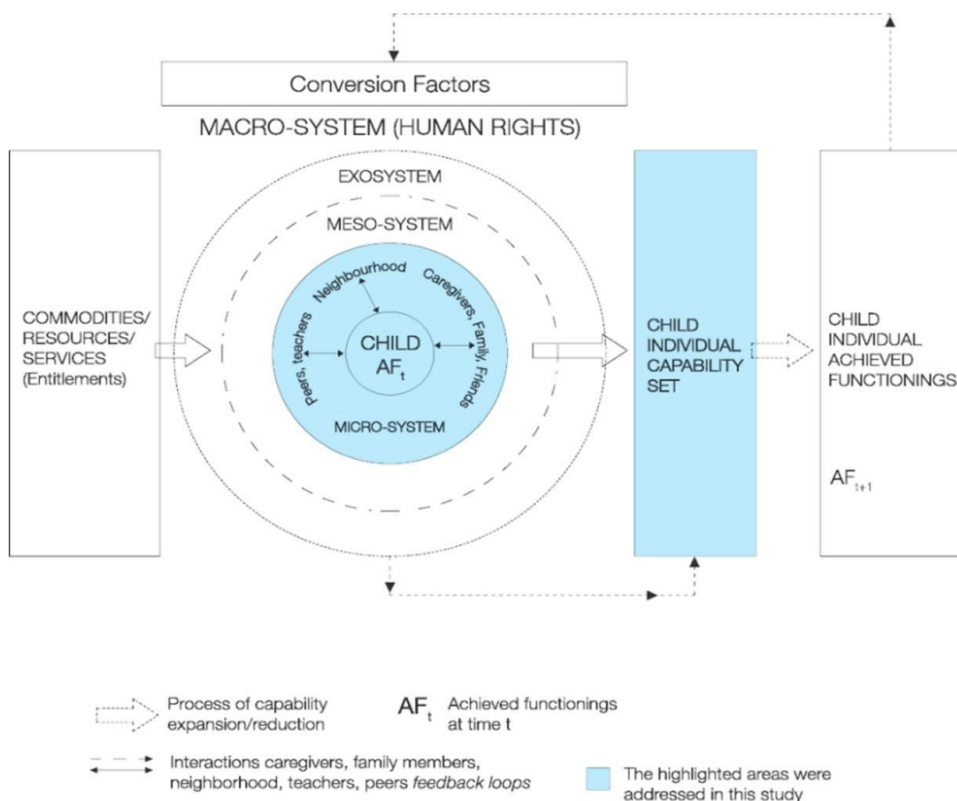 Conversion Factors
MACRO-SYSTEM (HUMAN RIGHTS)
EXOSYSTEM
MESO-SYSTEM
Neighbourhood
Caregivers, Family, Friends
Peers, teachers
CHILD
AFt
MICRO-SYSTEM
COMMODITIES/
RESOURCES/
SERVICES
(Entitlements)
CHILD
INDIVIDUAL
CAPABILITY
SET
CHILD
INDIVIDUAL
ACHIEVED
FUNCTIONINGS
AFt+1
Process of capability
expansion/reduction
AFt Achieved functionings
at time t
Interactions caregivers, family members,
neighborhood, teachers, peers feedback loops
The highlighted areas were
addressed in this study